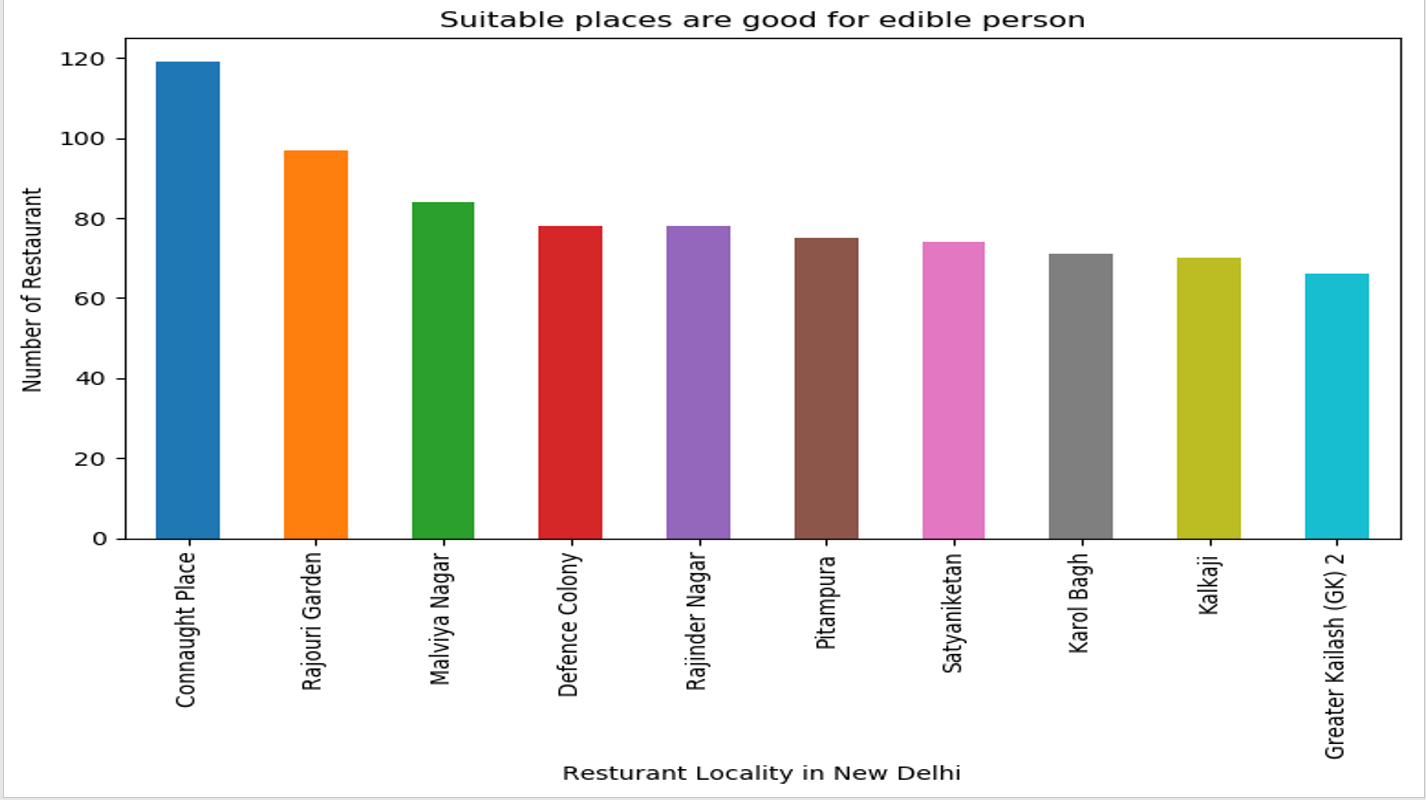 Suitable places are good for edible person
Number of Restaurant
120
100
80
60
40
20
0
Connaught Place
Rajouri Garden
Malviya Nagar
Defence Colony
Rajinder Nagar
Pitampura
Satyaniketan
Karol Bagh
Kalkaji
Greater Kailash (GK) 2
Resturant Locality in New Delhi